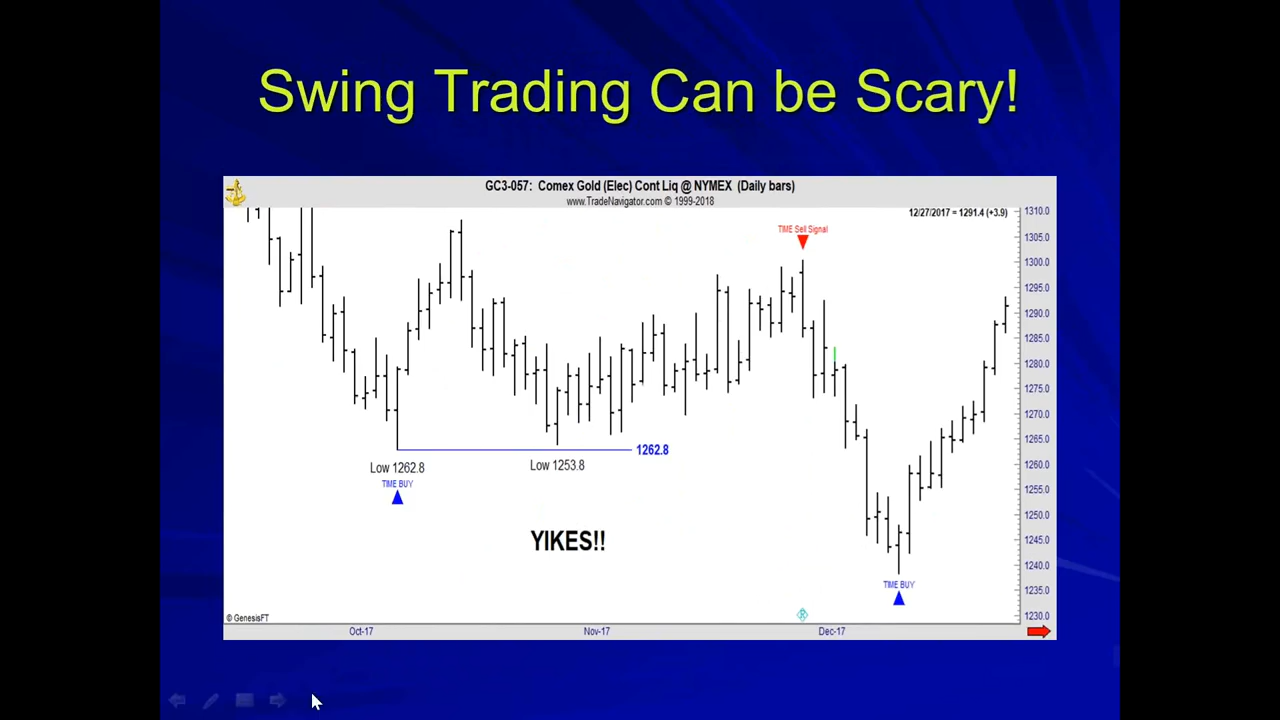 Swing Trading Can be Scary!
GC3-057: Comex Gold (Elec) Cont Liq @ NYMEX (Daily bars)
www.TradeNavigator.com © 1999-2018
12/27/2017 = 1291.4 (+3.9)
1310.0
TIME Sell Signal
1305.0
1300.0
1295.0
1290.0
1285.0
1280.0
1275.0
1270.0
1265.0
1262.8
1260.0
Low 1262.8
Low 1253.8
TIME BUY
1255.0
1250.0
YIKES!!
1245.0
1240.0
TIME BUY
1235.0
1230.0
© GenesisFT
Oct-17 Nov-17 Dec-17